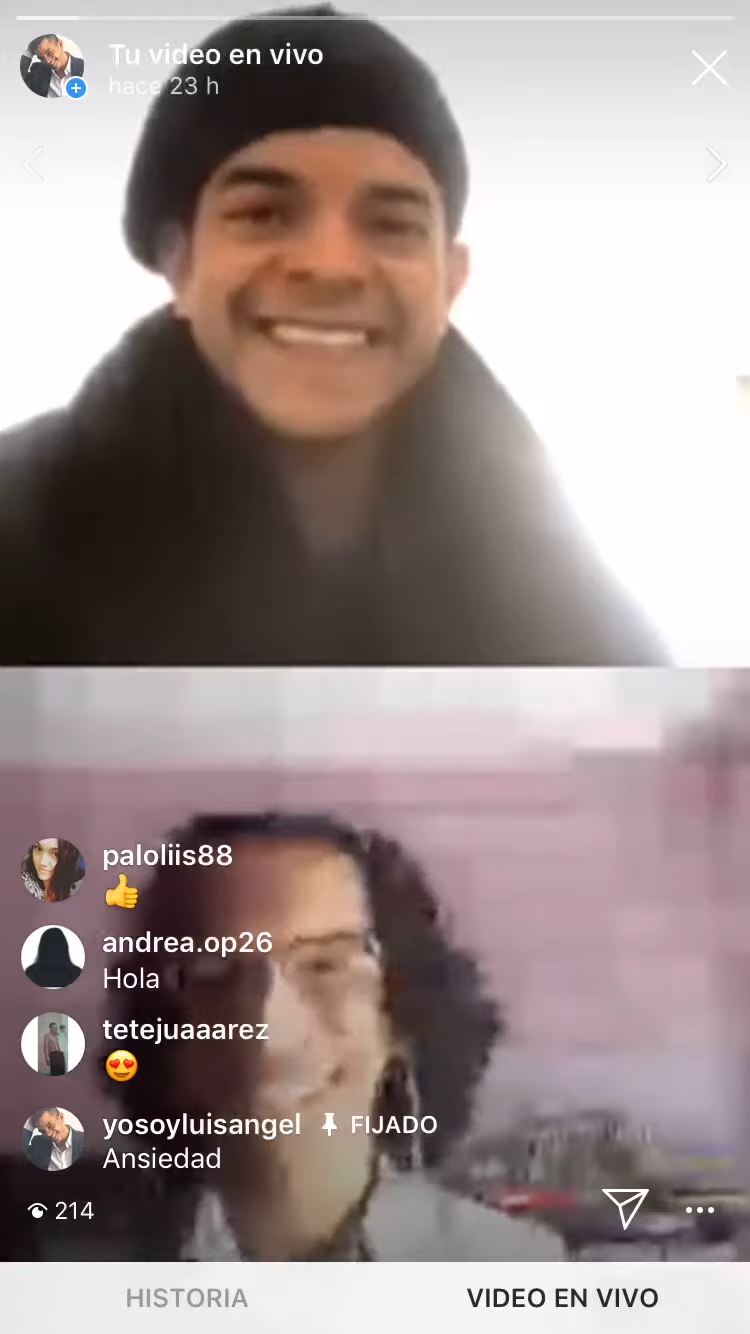 Tu video en vivo
hace 23 h
paloliis88
👍
andrea.op26
Hola
tetejuaaarez
😍
yosoyluisangel FIJADO
Ansiedad
214
HISTORIA
VIDEO EN VIVO